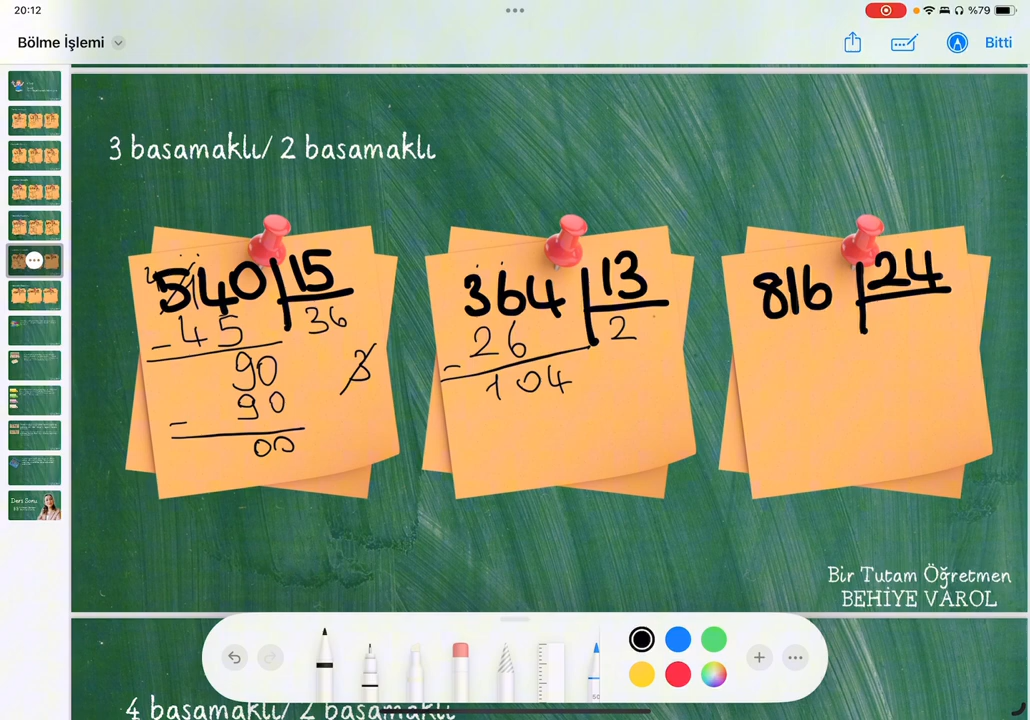 20:12
%79
Bölme İşlemi
Bitti
3 basamaklı/ 2 basamaklı
540 15
- 45 36
90 3
- 90
00
364 13
- 26 2
104
816 24
Bir Tutam Öğretmen
BEHİYE VAROL
4 basamaklı/ 2 basamaklı
Ders Sonu